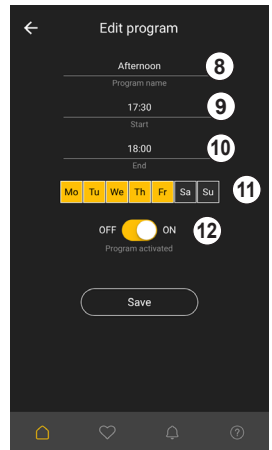 ← Edit program
Afternoon 8
Program name
17:30 9
Start
18:00 10
End
Mo Tu We Th Fr Sa Su 11
OFF ON 12
Program activated
Save
?